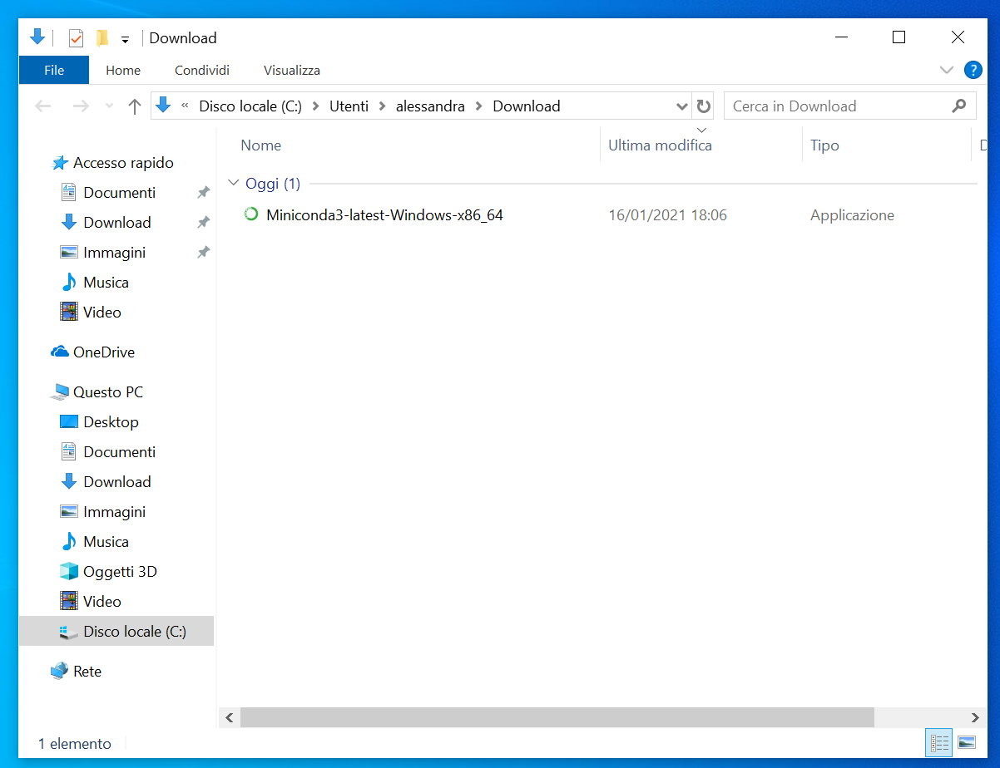 Download
File Home Condividi Visualizza ?
« Disco locale (C:) > Utenti > alessandra > Download Cerca in Download
Nome Ultima modifica Tipo D
Accesso rapido
Documenti
Download
Immagini
Musica
Video
OneDrive
Questo PC
Desktop
Documenti
Download
Immagini
Musica
Oggetti 3D
Video
Disco locale (C:)
Rete
Oggi (1)
Miniconda3-latest-Windows-x86_64 16/01/2021 18:06 Applicazione
1 elemento